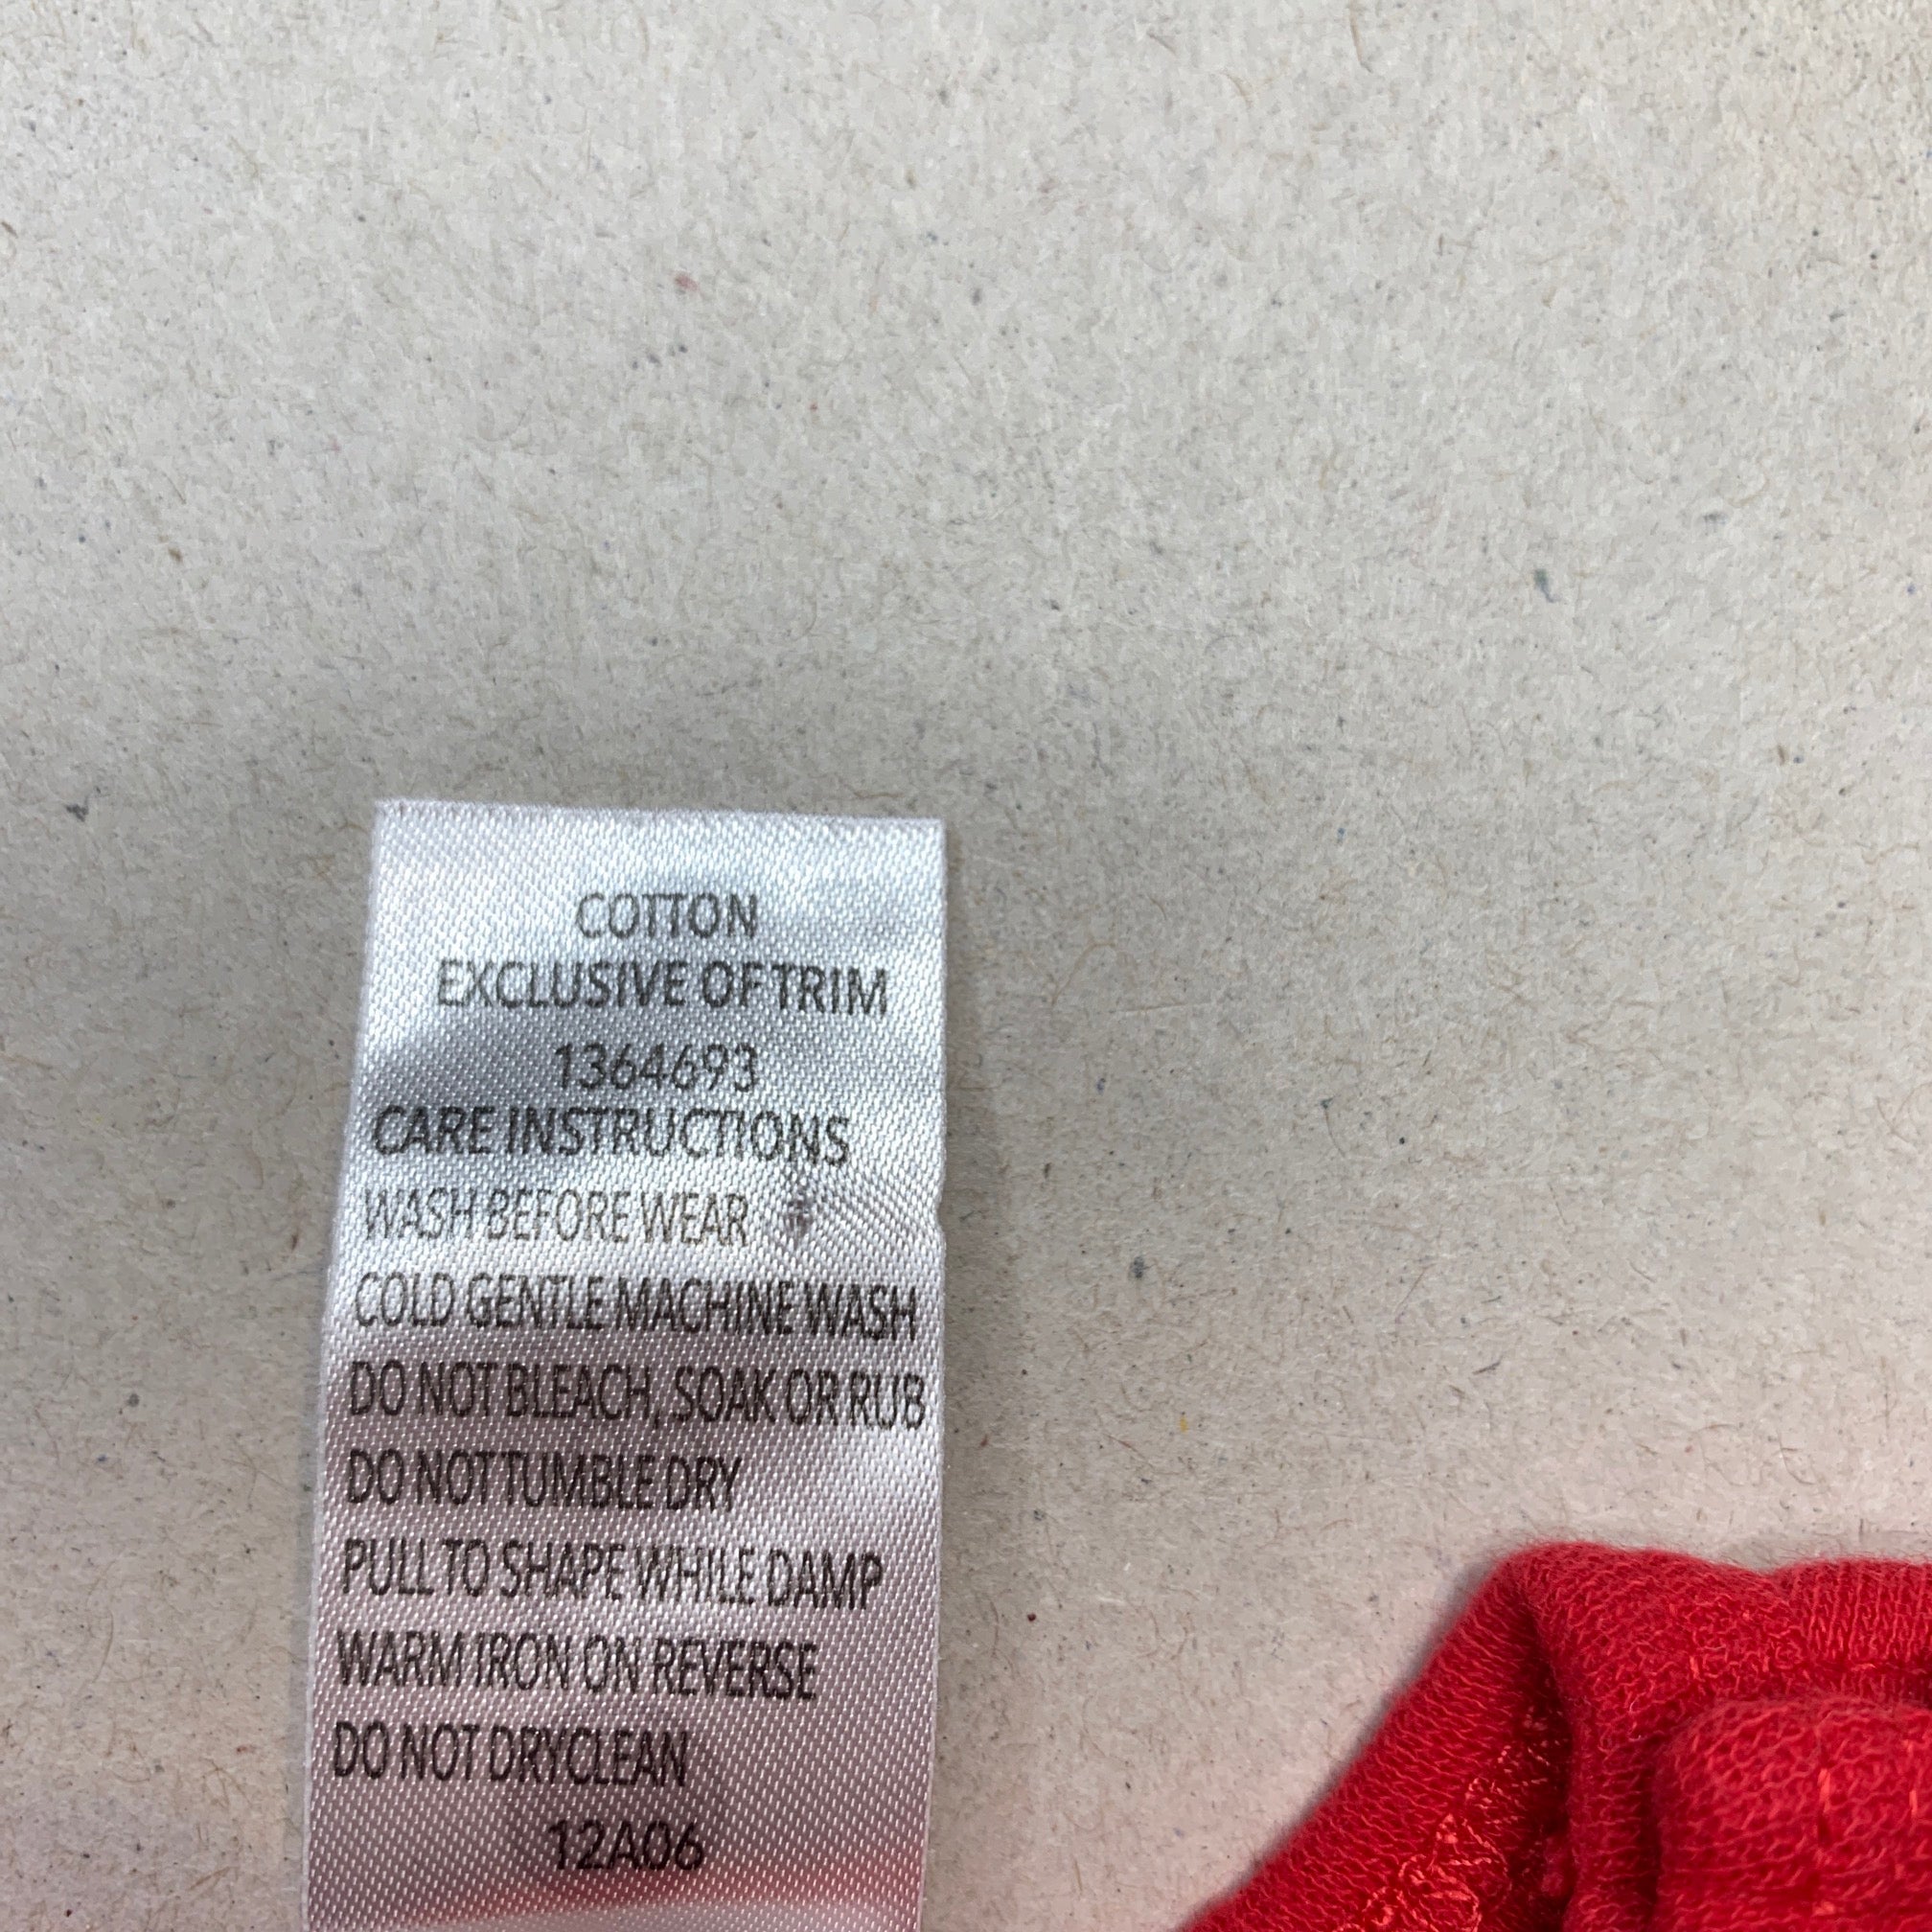 COTTON
EXCLUSIVE OF TRIM
1364693
CARE INSTRUCTIONS
WASH BEFORE WEAR
COLD GENTLE MACHINE WASH
DO NOT BLEACH, SOAK OR RUB
DO NOT TUMBLE DRY
PULL TO SHAPE WHILE DAMP
WARM IRON ON REVERSE
DO NOT DRYCLEAN
12A06